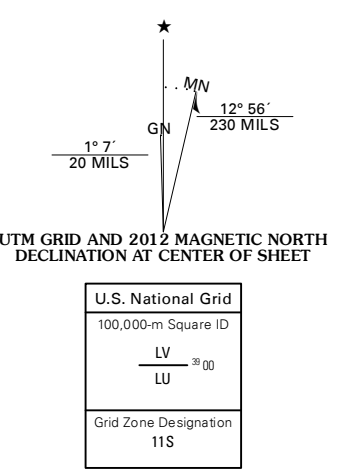 ★
MN
GN
12° 56´
230 MILS
1° 7´
20 MILS
UTM GRID AND 2012 MAGNETIC NORTH
DECLINATION AT CENTER OF SHEET
U.S. National Grid
100,000-m Square ID
LV
39 00
LU
Grid Zone Designation
11S